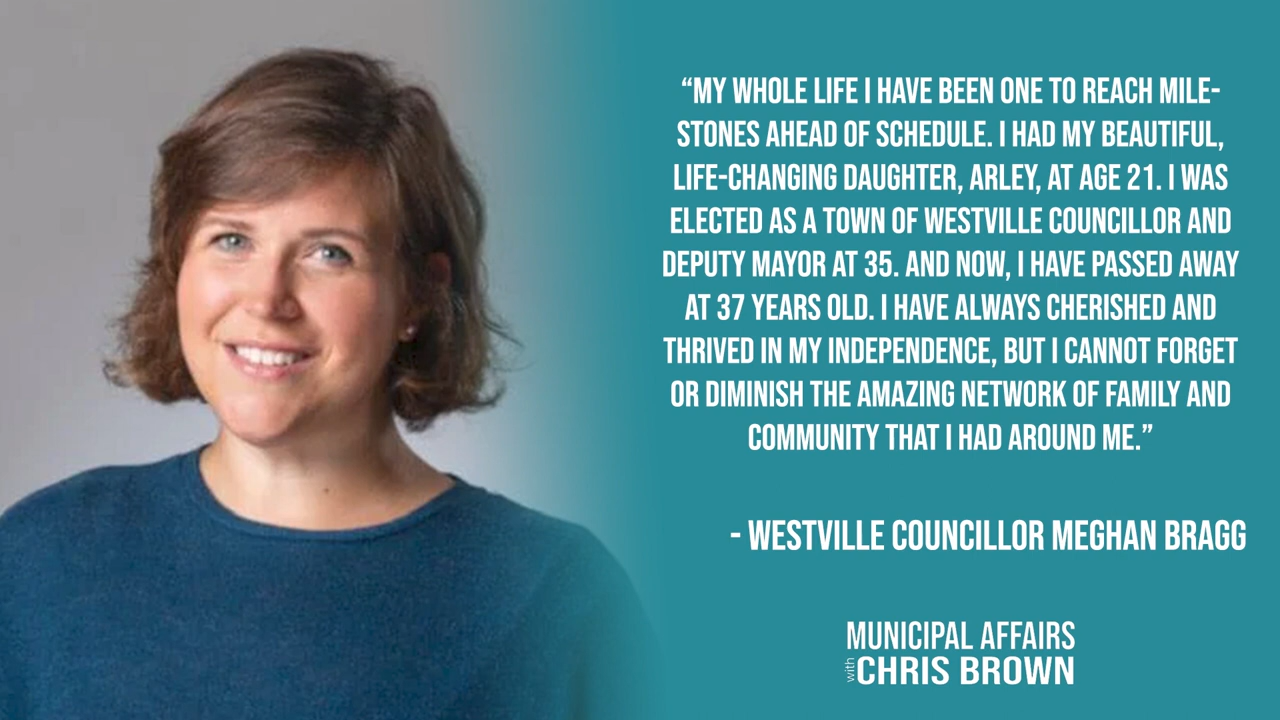 “MY WHOLE LIFE I HAVE BEEN ONE TO REACH MILE-
STONES AHEAD OF SCHEDULE. I HAD MY BEAUTIFUL,
LIFE-CHANGING DAUGHTER, ARLEY, AT AGE 21. I WAS
ELECTED AS A TOWN OF WESTVILLE COUNCILLOR AND
DEPUTY MAYOR AT 35. AND NOW, I HAVE PASSED AWAY
AT 37 YEARS OLD. I HAVE ALWAYS CHERISHED AND
THRIVED IN MY INDEPENDENCE, BUT I CANNOT FORGET
OR DIMINISH THE AMAZING NETWORK OF FAMILY AND
COMMUNITY THAT I HAD AROUND ME.”
- WESTVILLE COUNCILLOR MEGHAN BRAGG
MUNICIPAL AFFAIRS
with CHRIS BROWN